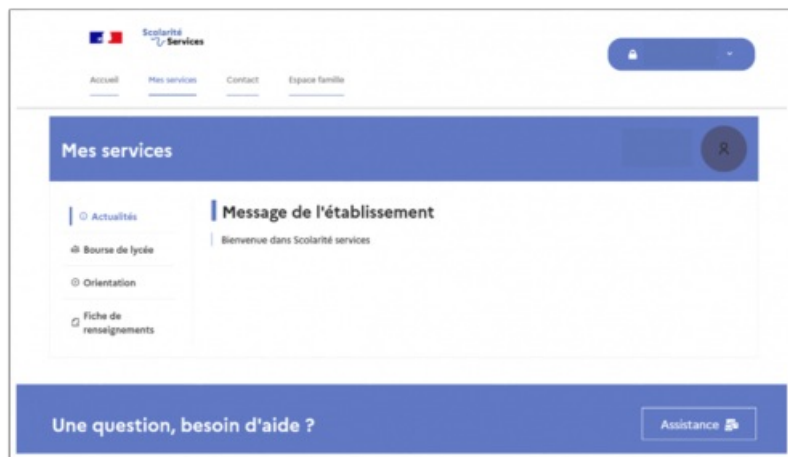 Scolarité
Services
Accueil Mes services Contact Espace famille
Mes services
Actualités
Message de l'établissement
Bienvenue dans Scolarité services
Bourse de lycée
Orientation
Fiche de
renseignements
Une question, besoin d'aide ?
Assistance